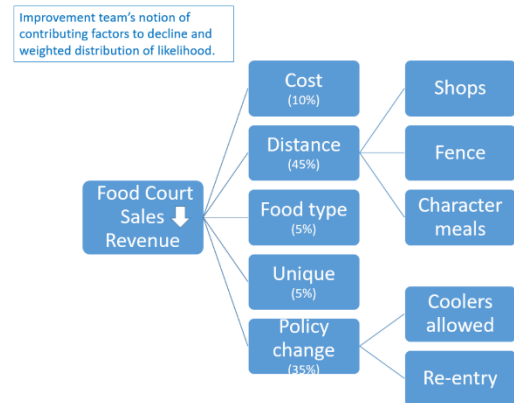 Improvement team's notion of
contributing factors to decline and
weighted distribution of likelihood.
Food Court
Sales
Revenue
Cost
(10%)
Distance
(45%)
Food type
(5%)
Unique
(5%)
Policy
change
(35%)
Shops
Fence
Character
meals
Coolers
allowed
Re-entry